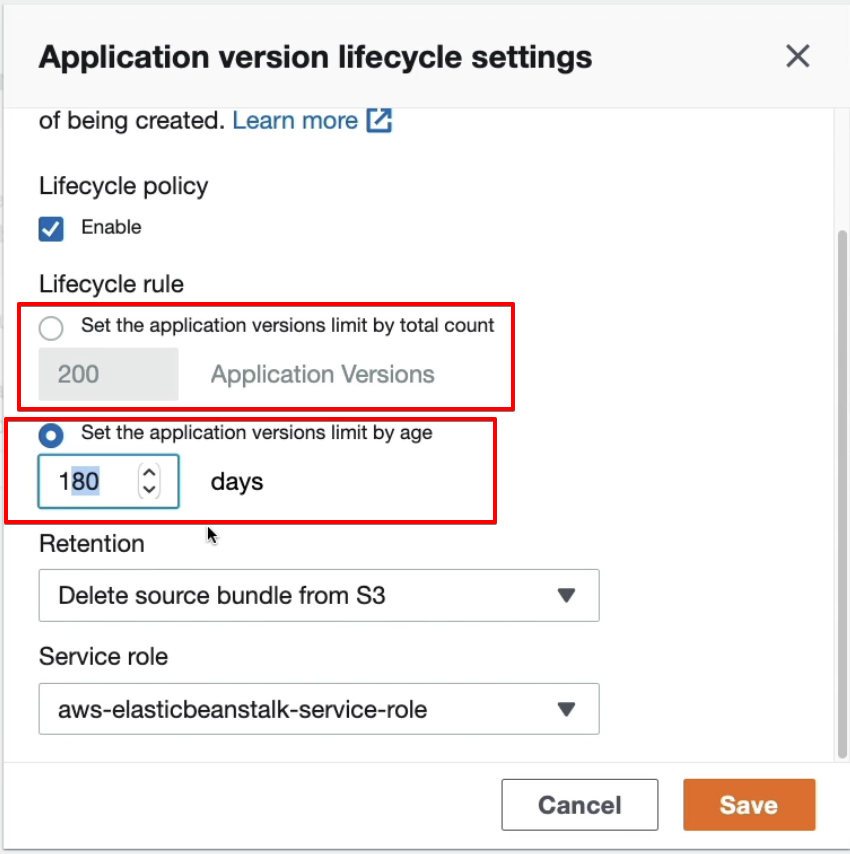 Application version lifecycle settings
of being created. Learn more
Lifecycle policy
Enable
Lifecycle rule
Set the application versions limit by total count
200 Application Versions
Set the application versions limit by age
180 days
Retention
Delete source bundle from S3
Service role
aws-elasticbeanstalk-service-role
Cancel Save